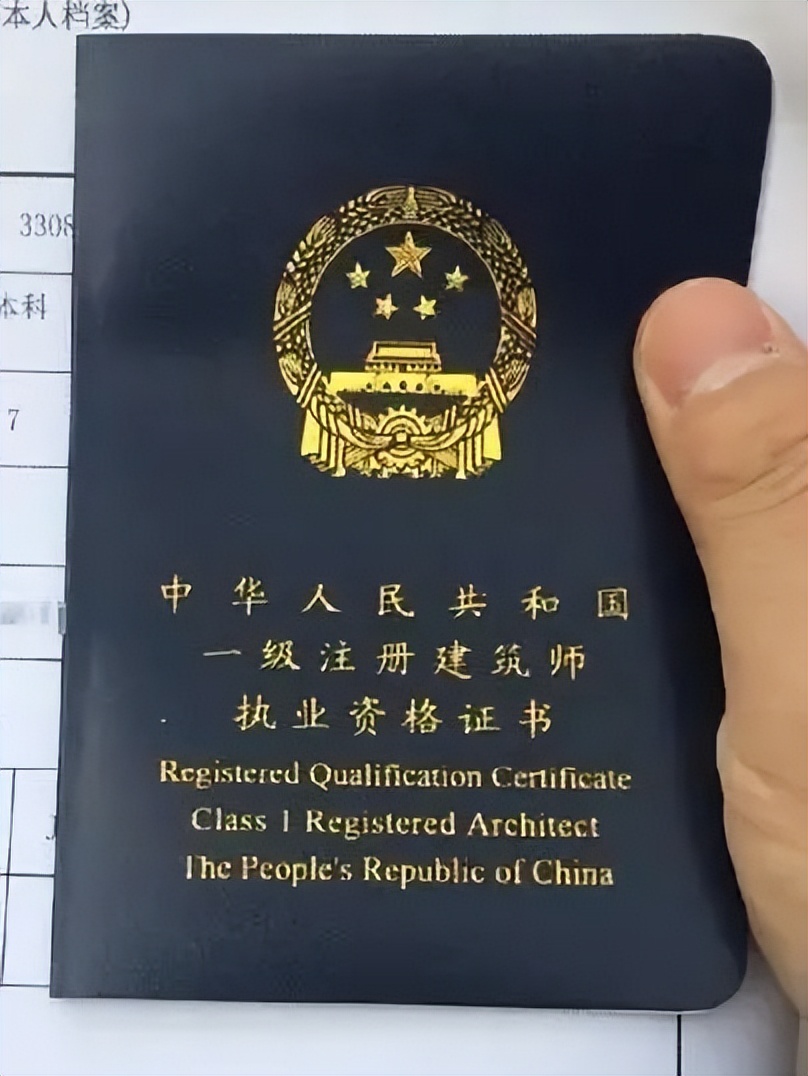 本人档案)
3308
本科
7
中华人民共和国
一级注册建筑师
执业资格证书
Registered Qualification Certificate
Class 1 Registered Architect
The People's Republic of China